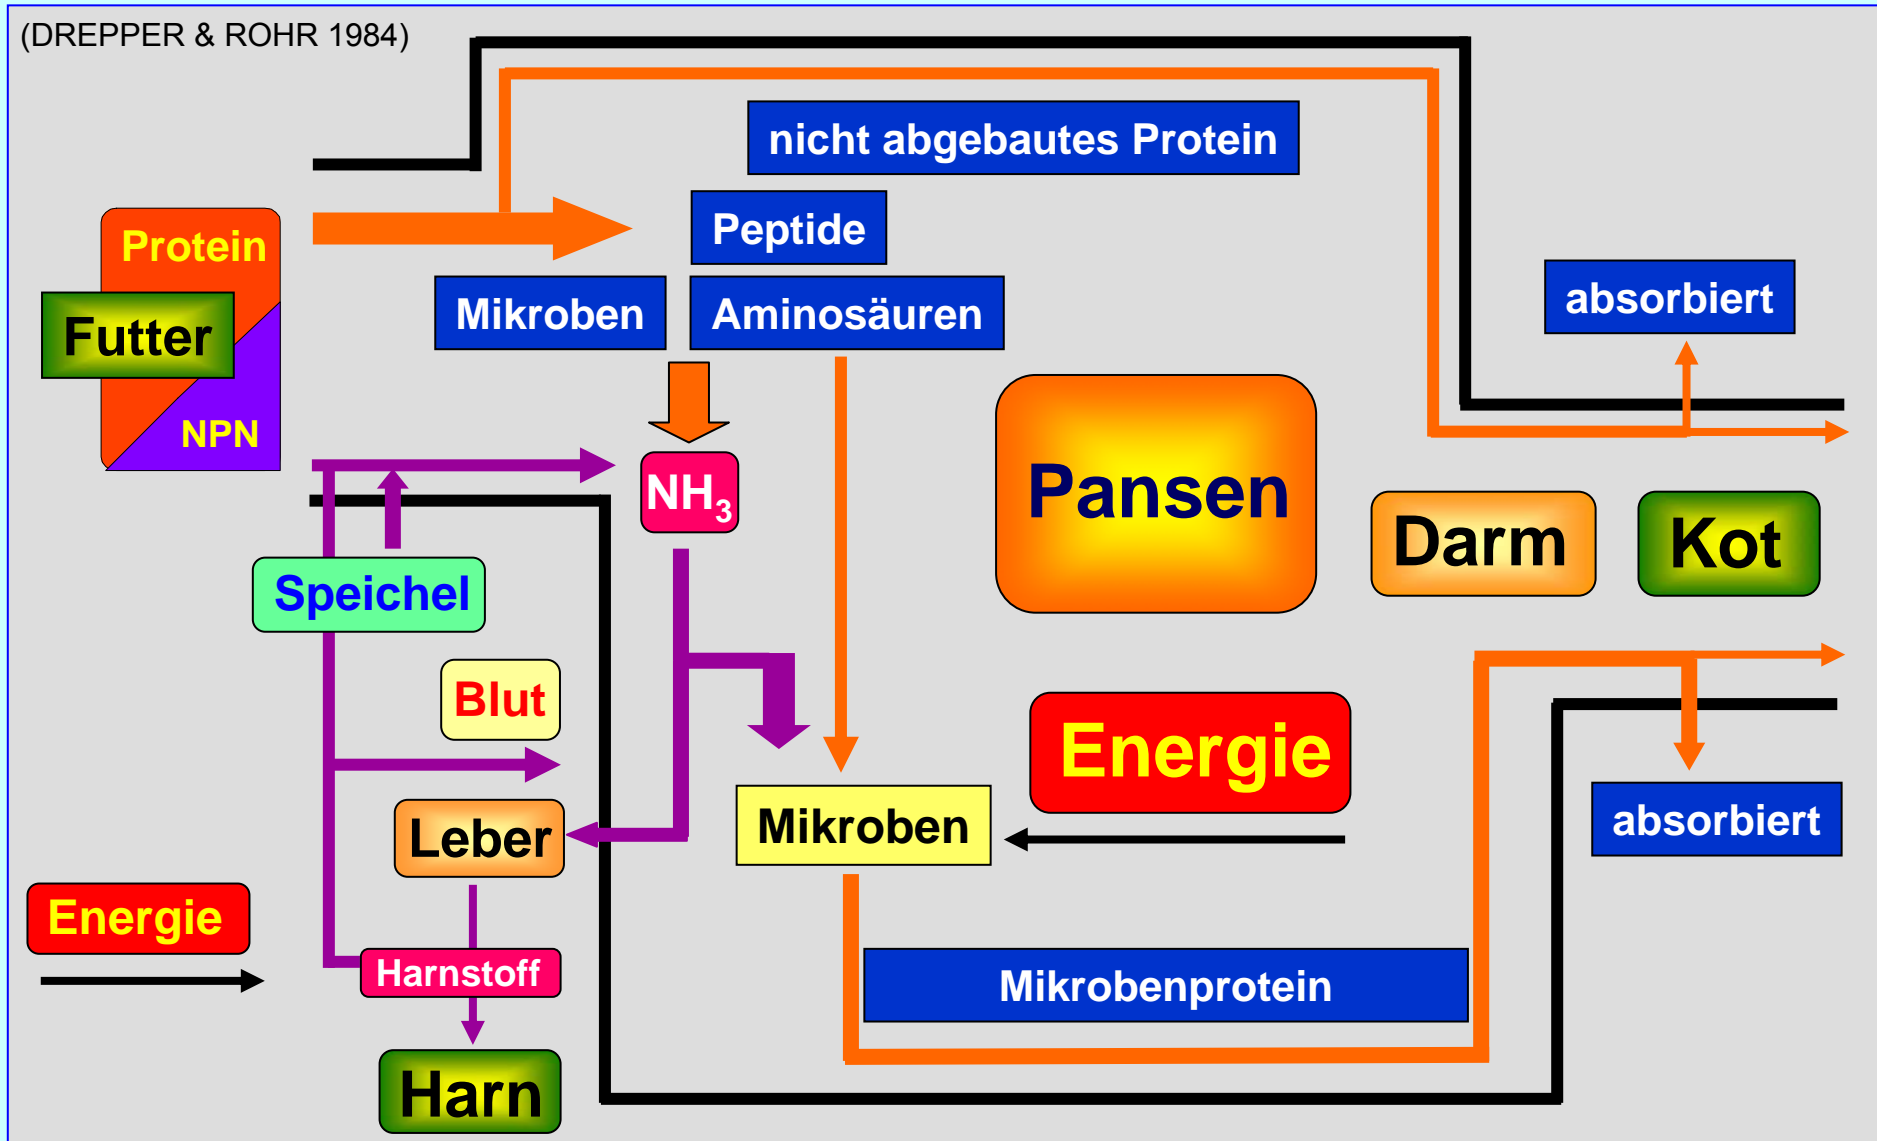 (DREPPER & ROHR 1984)
nicht abgebautes Protein
Protein
Peptide
Futter
Mikroben
Aminosäuren
absorbiert
NPN
NH3
Pansen
Darm
Kot
Speichel
Blut
Energie
Leber
Mikroben
absorbiert
Energie
Harnstoff
Mikrobenprotein
Harn